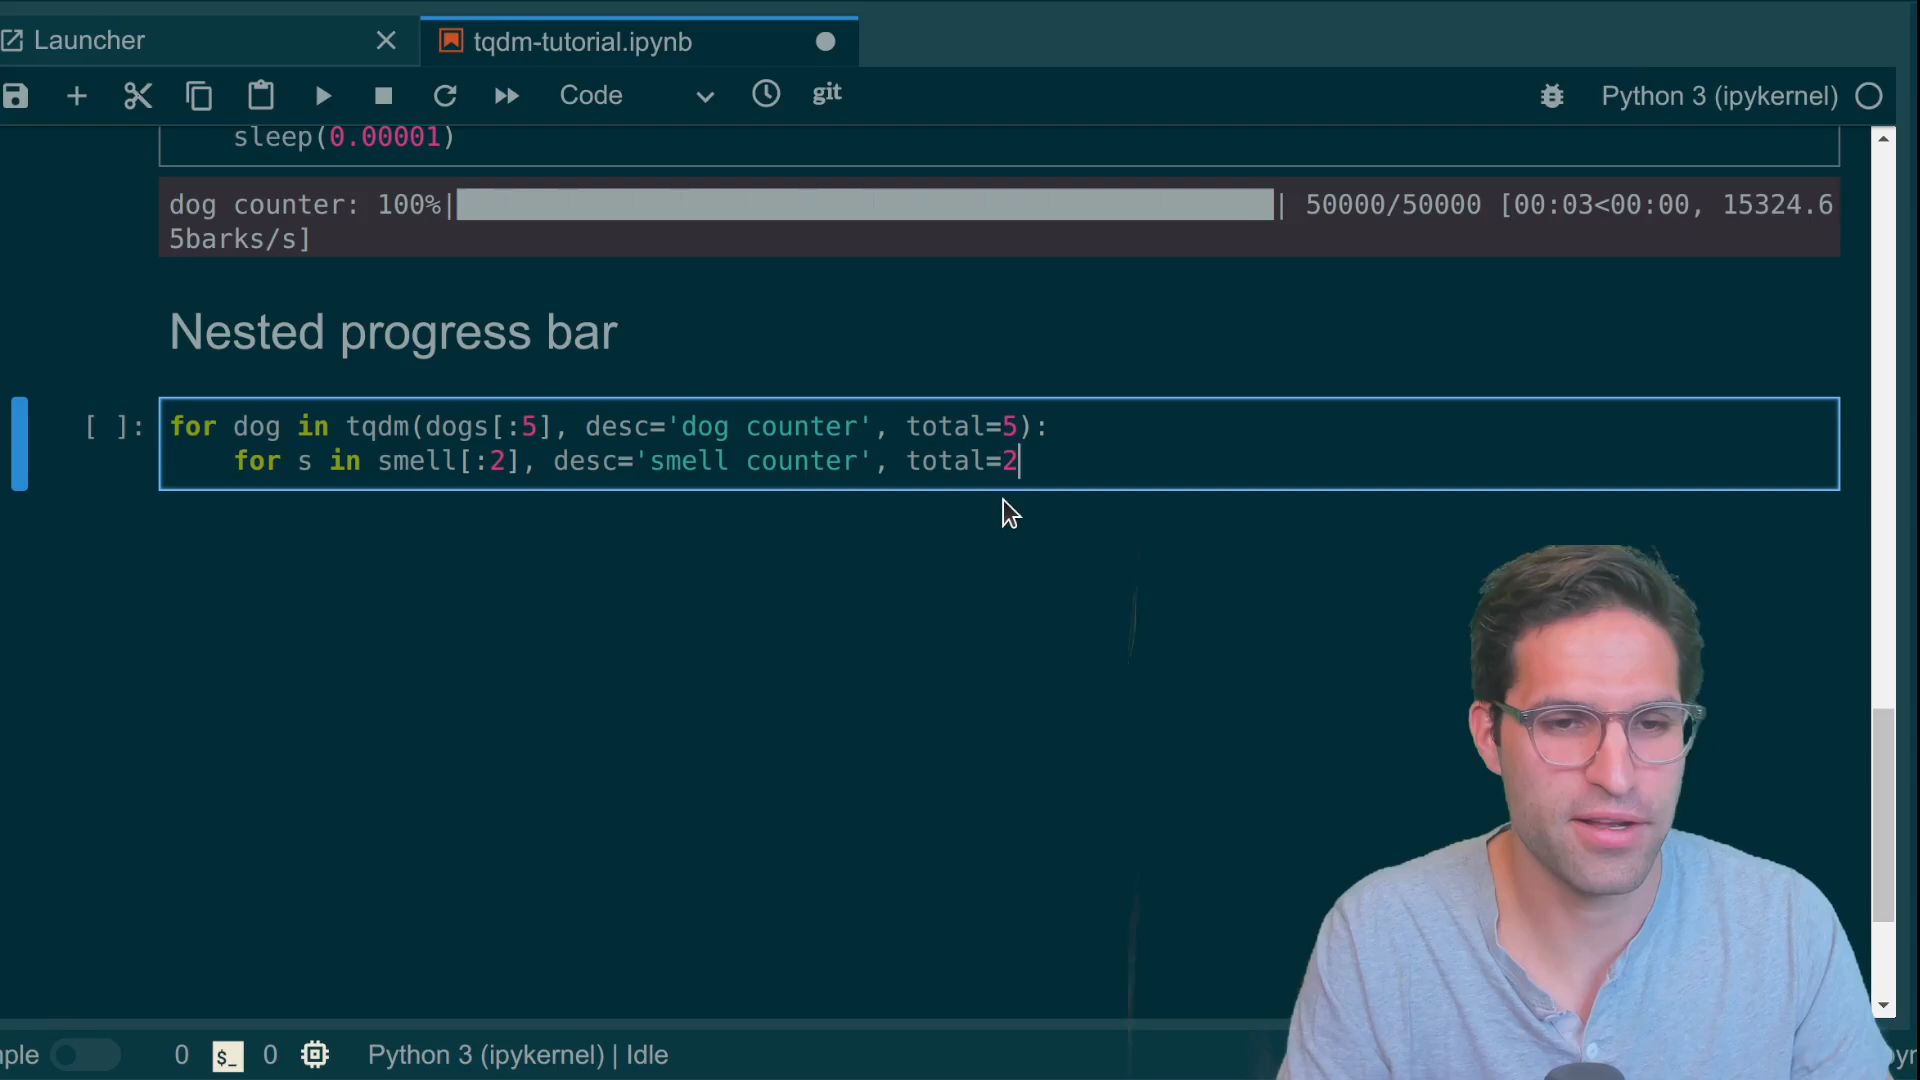 Launcher
tqdm-tutorial.ipynb
Code
git
Python 3 (ipykernel)
sleep(0.00001)
dog counter: 100%| | 50000/50000 [00:03<00:00, 15324.6
5barks/s]
Nested progress bar
[ ]:
for dog in tqdm(dogs[:5], desc='dog counter', total=5):
for s in smell[:2], desc='smell counter', total=2
ple
0
$_
0
Python 3 (ipykernel) | Idle